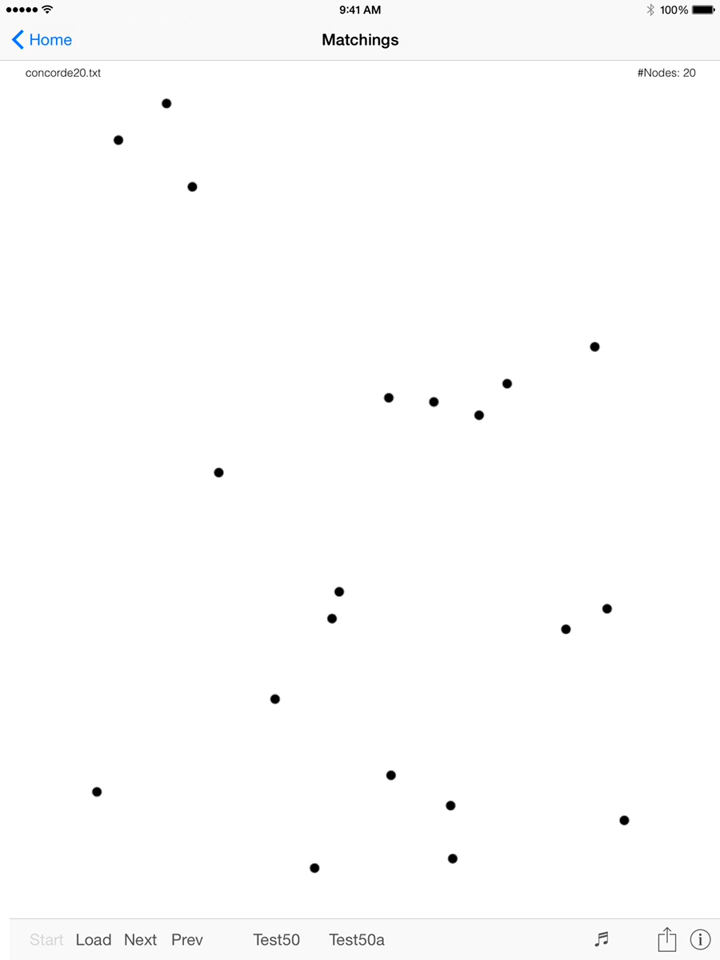 9:41 AM 100%
Home Matchings
concorde20.txt #Nodes: 20
Start Load Next Prev Test50 Test50a